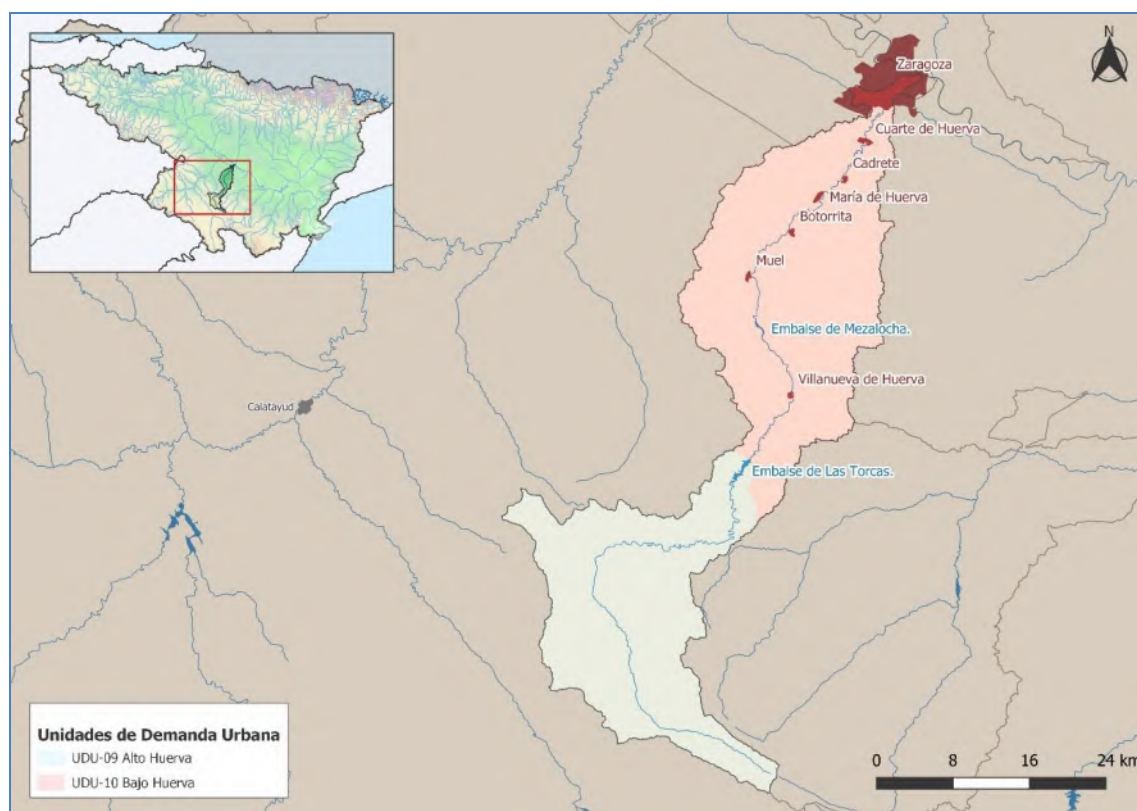 N
Zaragoza
Cuarte de Huerva
Cadrete
María de Huerva
Botorrita
Muel
Embalse de Mezalocha.
Villanueva de Huerva
Calatayud
Embalse de Las Torcas.
Unidades de Demanda Urbana
UDU-09 Alto Huerva
UDU-10 Bajo Huerva
0 8 16 24 km